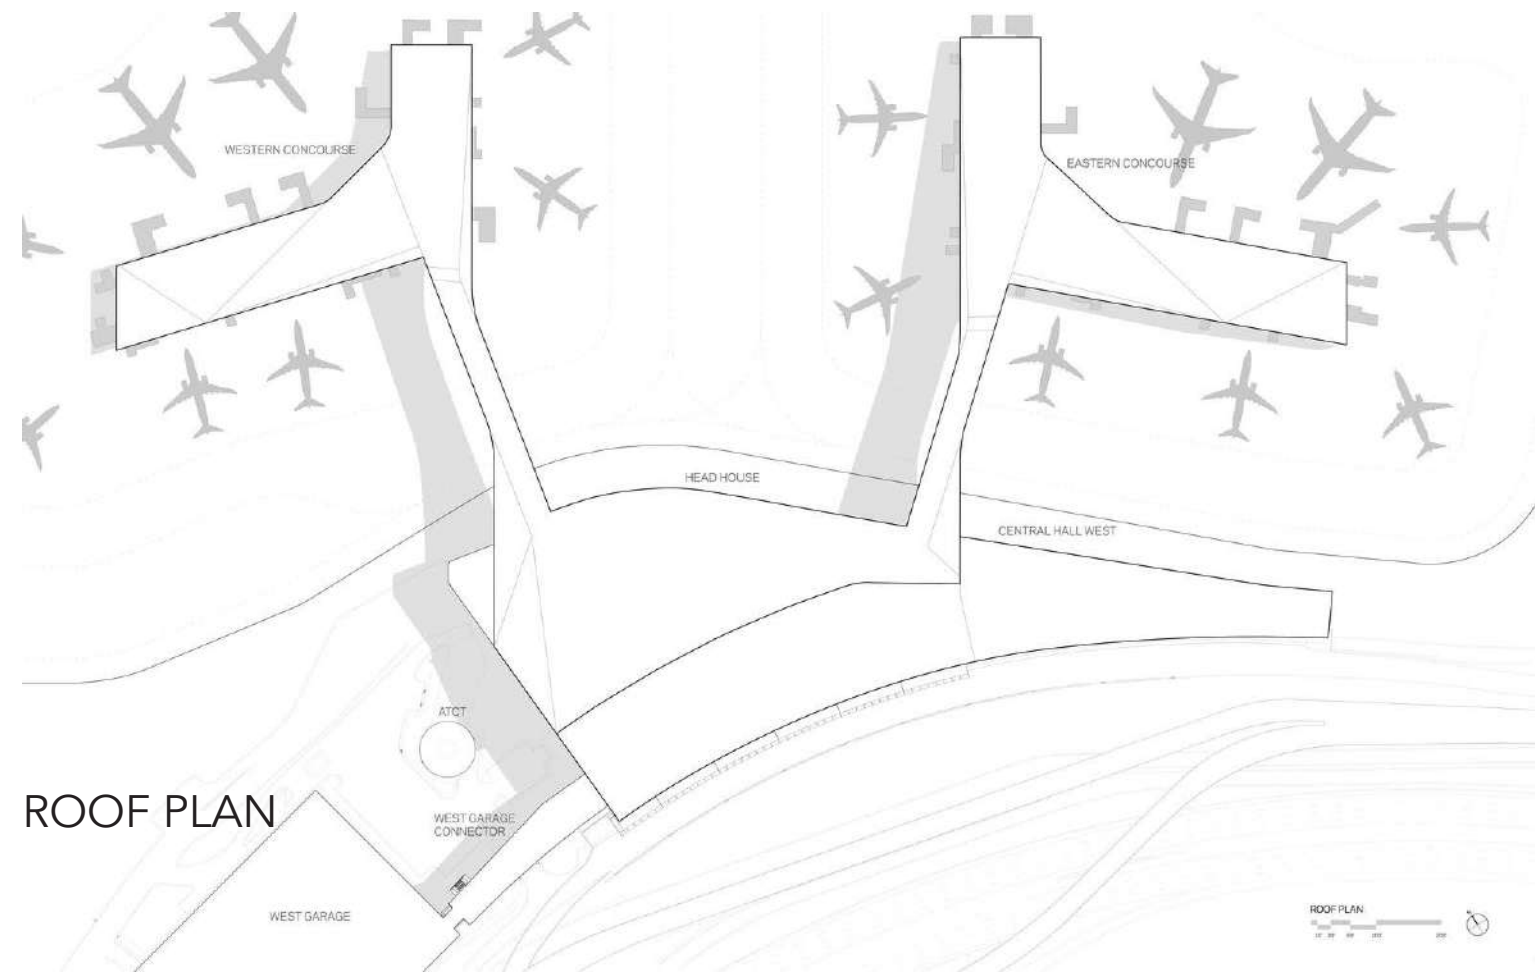 WESTERN CONCOURSE
EASTERN CONCOURSE
HEAD HOUSE
CENTRAL HALL WEST
ATCT
ROOF PLAN
WEST GARAGE
CONNECTOR
WEST GARAGE
ROOF PLAN